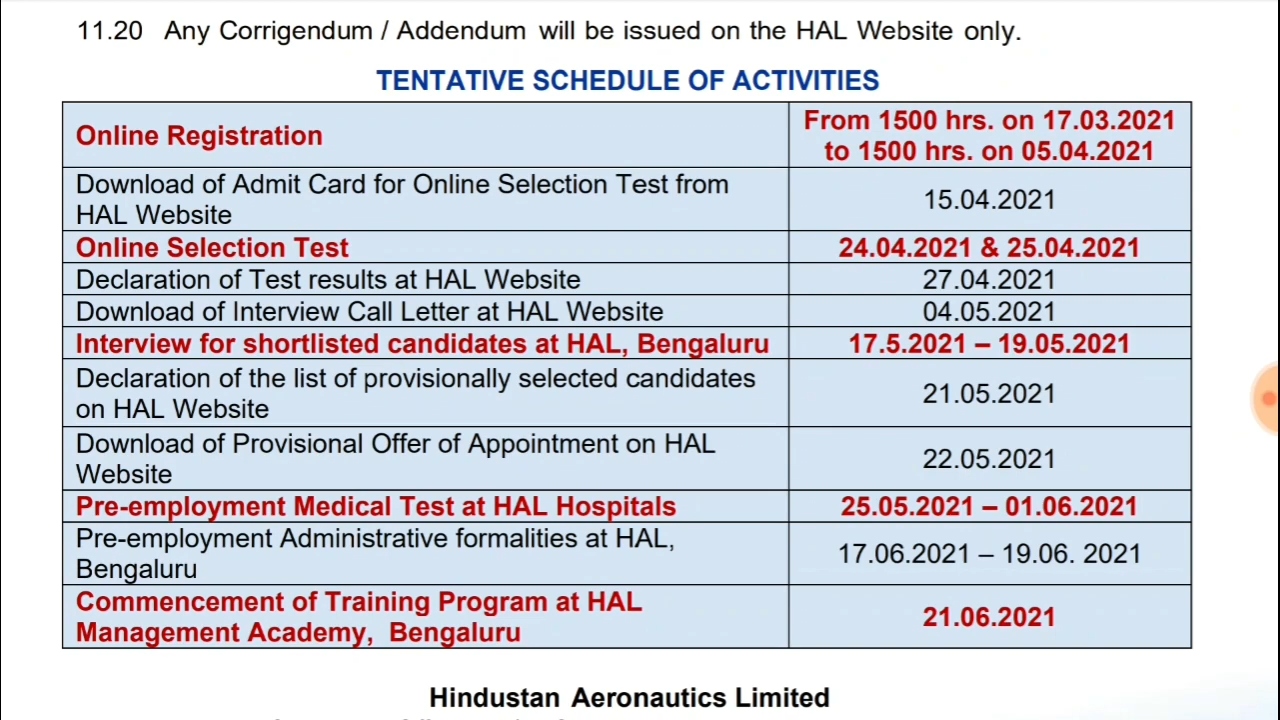 11.20 Any Corrigendum / Addendum will be issued on the HAL Website only.
TENTATIVE SCHEDULE OF ACTIVITIES
Online Registration
From 1500 hrs. on 17.03.2021
to 1500 hrs. on 05.04.2021
Download of Admit Card for Online Selection Test from
HAL Website
15.04.2021
Online Selection Test
24.04.2021 & 25.04.2021
Declaration of Test results at HAL Website
27.04.2021
Download of Interview Call Letter at HAL Website
04.05.2021
Interview for shortlisted candidates at HAL, Bengaluru
17.5.2021 – 19.05.2021
Declaration of the list of provisionally selected candidates
on HAL Website
21.05.2021
Download of Provisional Offer of Appointment on HAL
Website
22.05.2021
Pre-employment Medical Test at HAL Hospitals
25.05.2021 – 01.06.2021
Pre-employment Administrative formalities at HAL,
Bengaluru
17.06.2021 – 19.06. 2021
Commencement of Training Program at HAL
Management Academy, Bengaluru
21.06.2021
Hindustan Aeronautics Limited